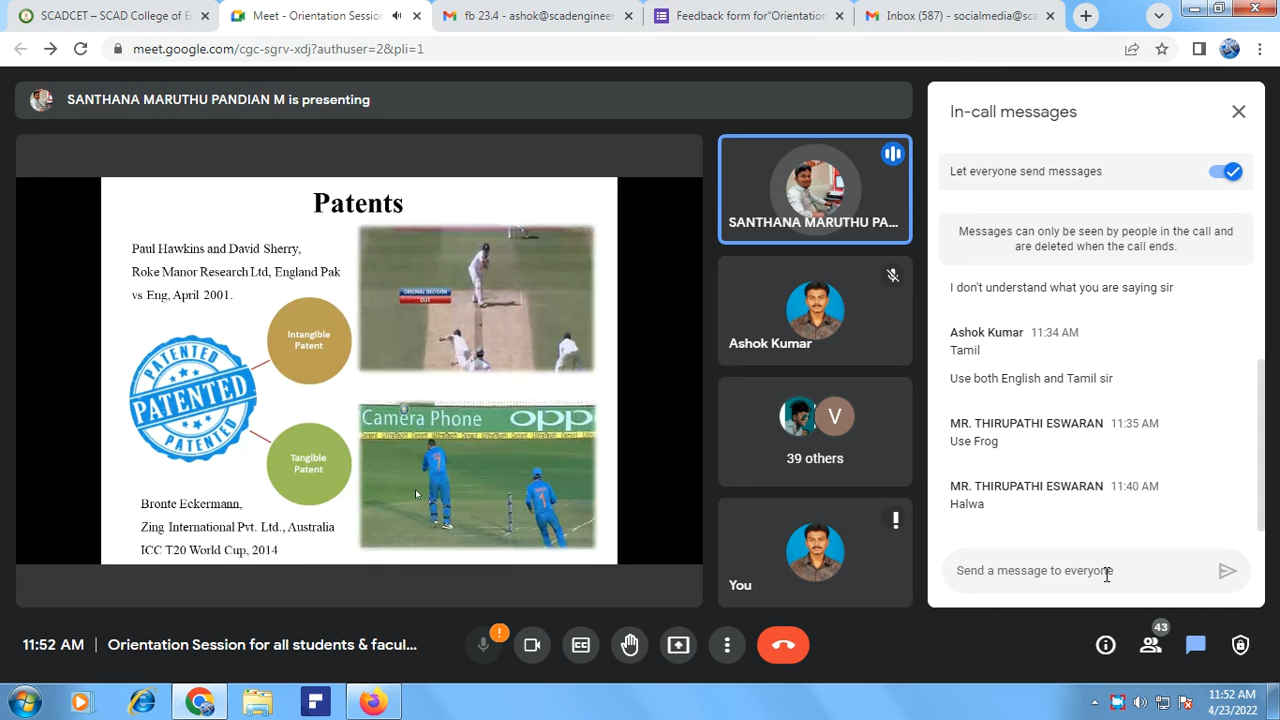 SCADCET – SCAD College of E
Meet - Orientation Sessio
fb 23.4 - ashokkumarengineer
Feedback form for"Orientation
Inbox (587) - socialmedia@sca
meet.google.com/cgc-sgrv-xdj?authuser=2&pli=1
SANTHANA MARUTHU PANDIAN M is presenting
Patents
Paul Hawkins and David Sherry,
Roke Manor Research Ltd, England Pak
vs Eng, April 2001.
ORIGINAL DECISION
OUT
Intangible
Patent
PATENTED
PATENTED
PATENTED
Tangible
Patent
Camera Phone oppo
7
1
Bronte Eckermann,
Zing International Pvt. Ltd., Australia
ICC T20 World Cup, 2014
SANTHANA MARUTHU PA...
Ashok Kumar
V
39 others
You
In-call messages
Let everyone send messages
Messages can only be seen by people in the call and
are deleted when the call ends.
I don't understand what you are saying sir
Ashok Kumar 11:34 AM
Tamil
Use both English and Tamil sir
MR. THIRUPATHI ESWARAN 11:35 AM
Use Frog
MR. THIRUPATHI ESWARAN 11:40 AM
Halwa
Send a message to everyone
11:52 AM | Orientation Session for all students & facul...
43
11:52 AM
4/23/2022